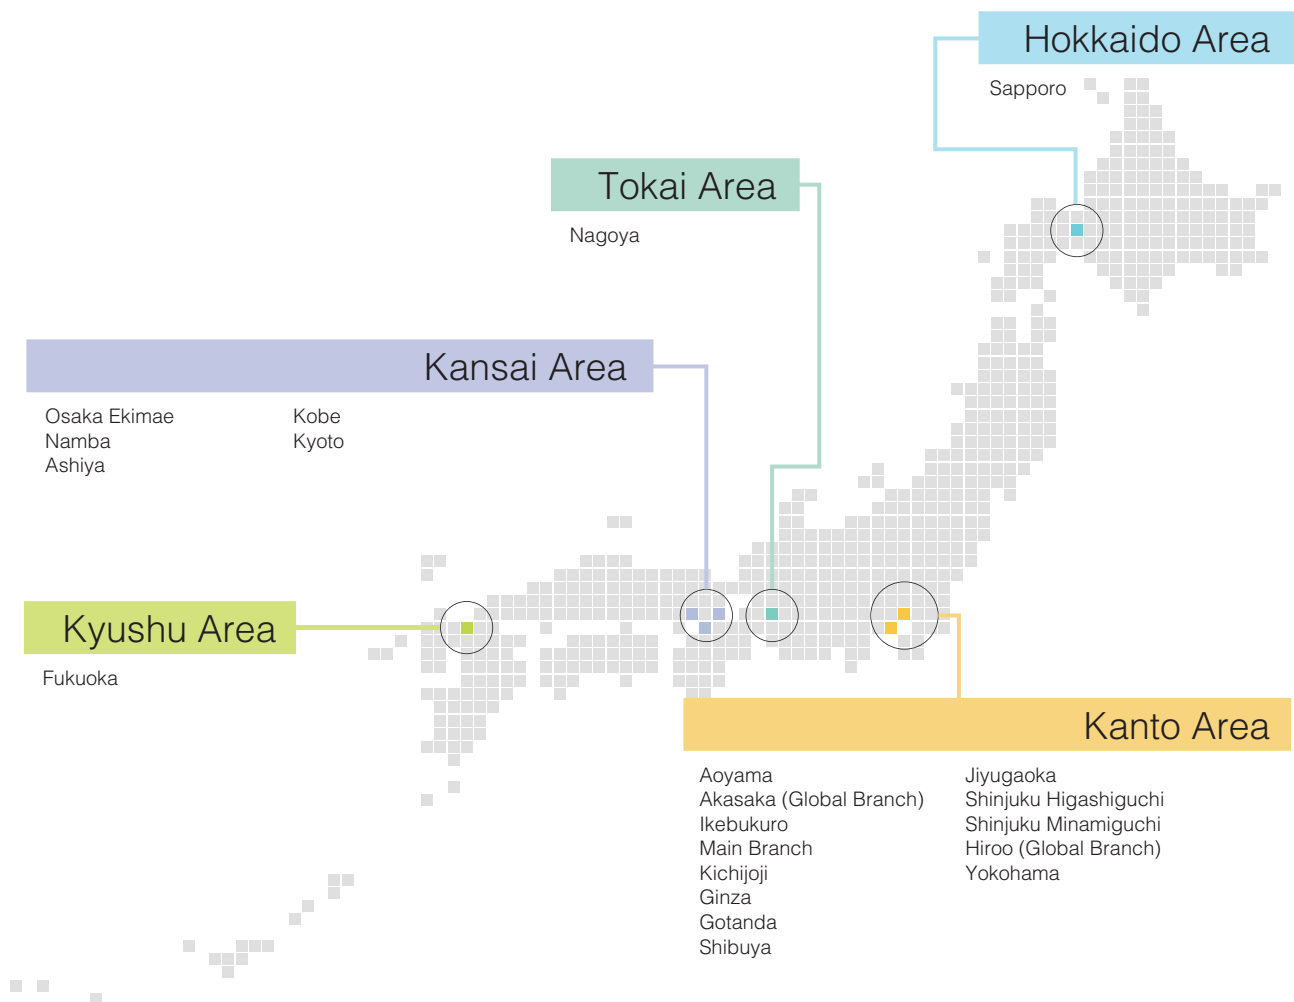 Hokkaido Area
Sapporo
Tokai Area
Nagoya
Kansai Area
Osaka Ekimae
Namba
Ashiya
Kobe
Kyoto
Kyushu Area
Fukuoka
Kanto Area
Aoyama
Akasaka (Global Branch)
Ikebukuro
Main Branch
Kichijoji
Ginza
Gotanda
Shibuya
Jiyugaoka
Shinjuku Higashiguchi
Shinjuku Minamiguchi
Hiroo (Global Branch)
Yokohama